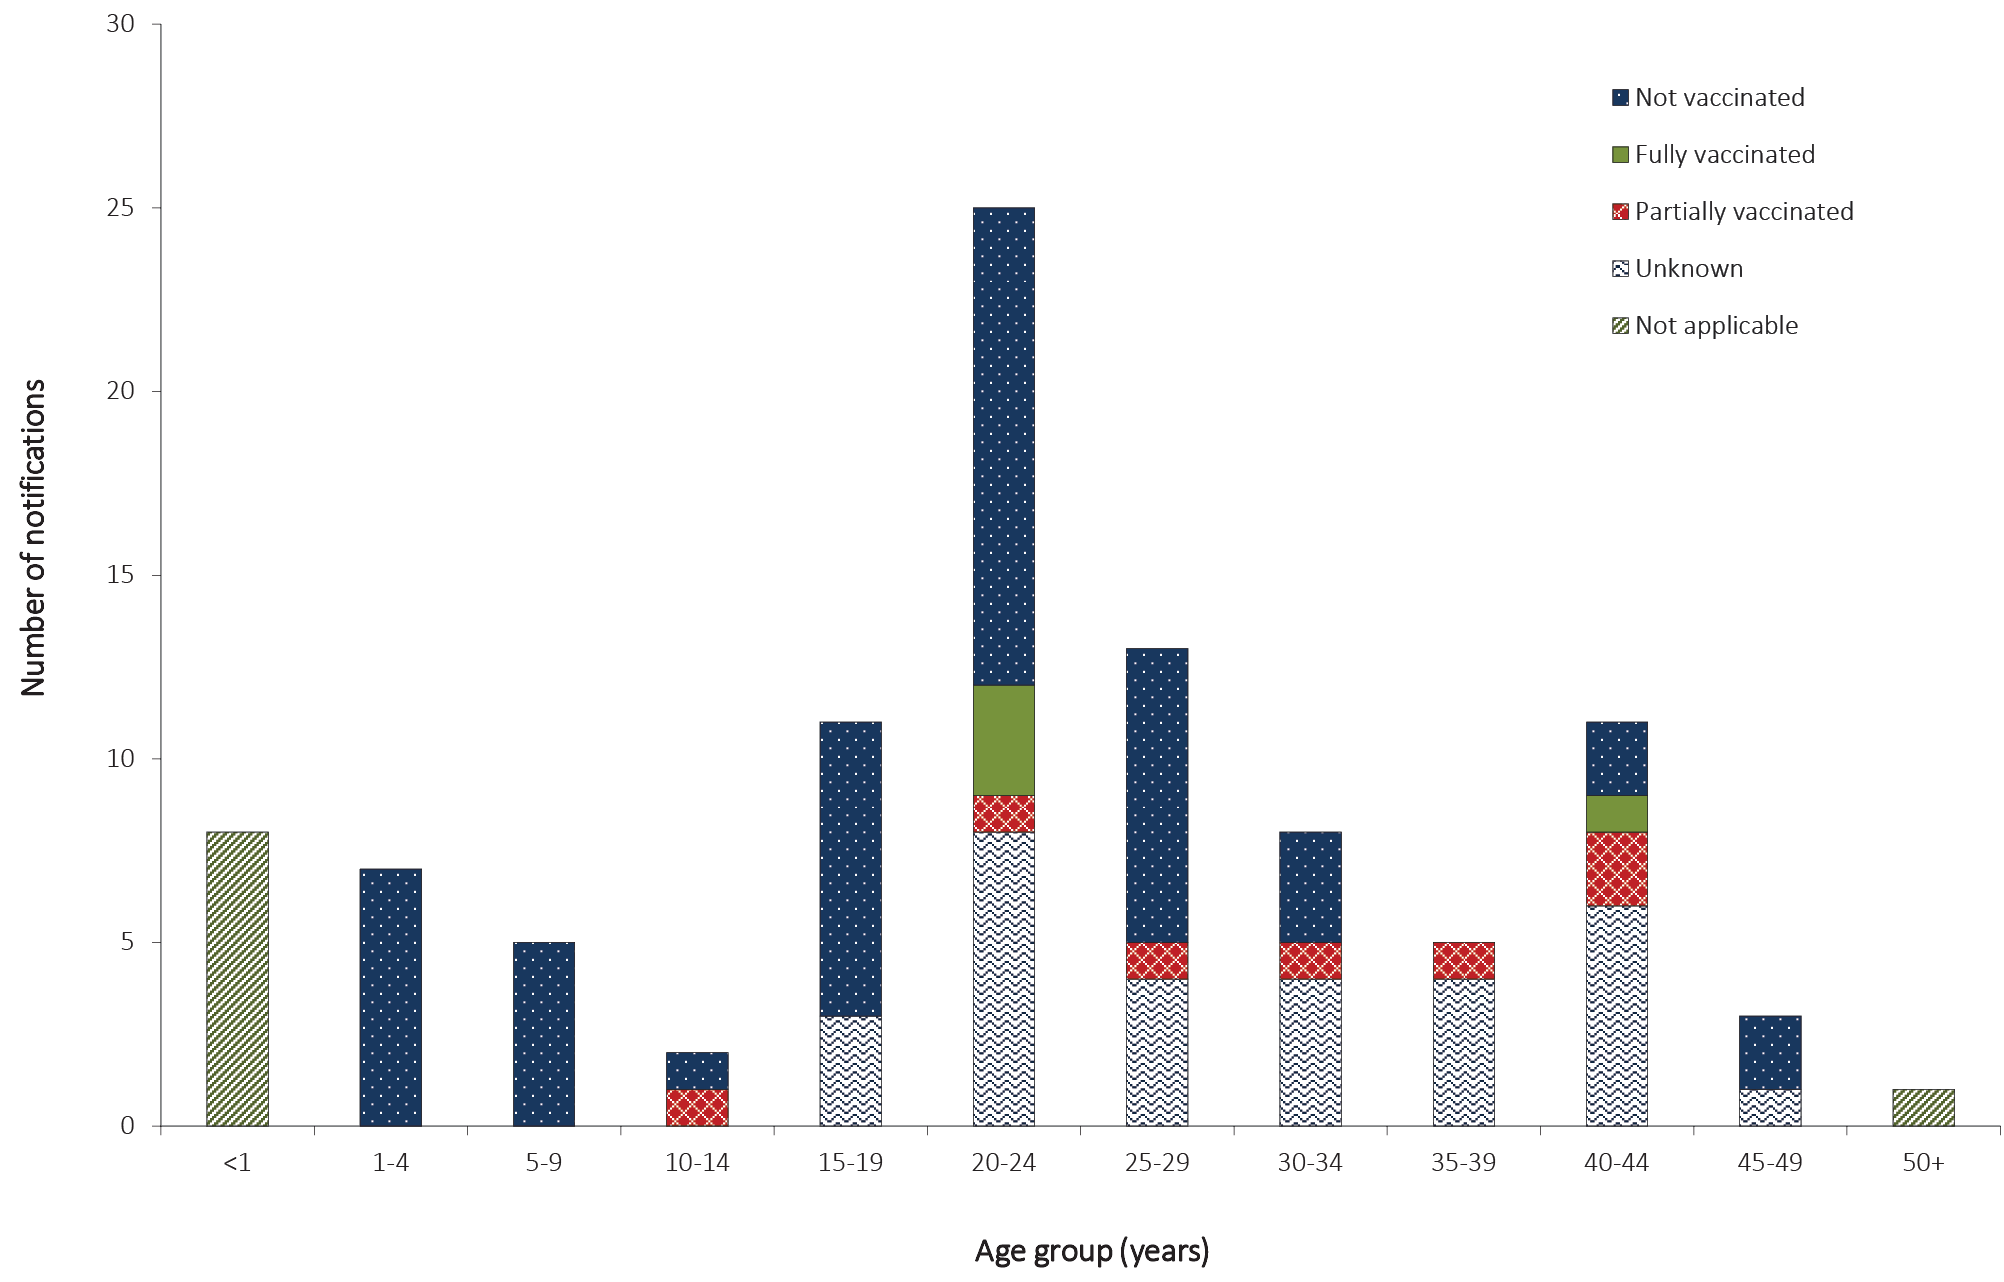 30
25
20
15
10
5
0
Number of notifications
Not vaccinated
Fully vaccinated
Partially vaccinated
Unknown
Not applicable
<1 1-4 5-9 10-14 15-19 20-24 25-29 30-34 35-39 40-44 45-49 50+
Age group (years)